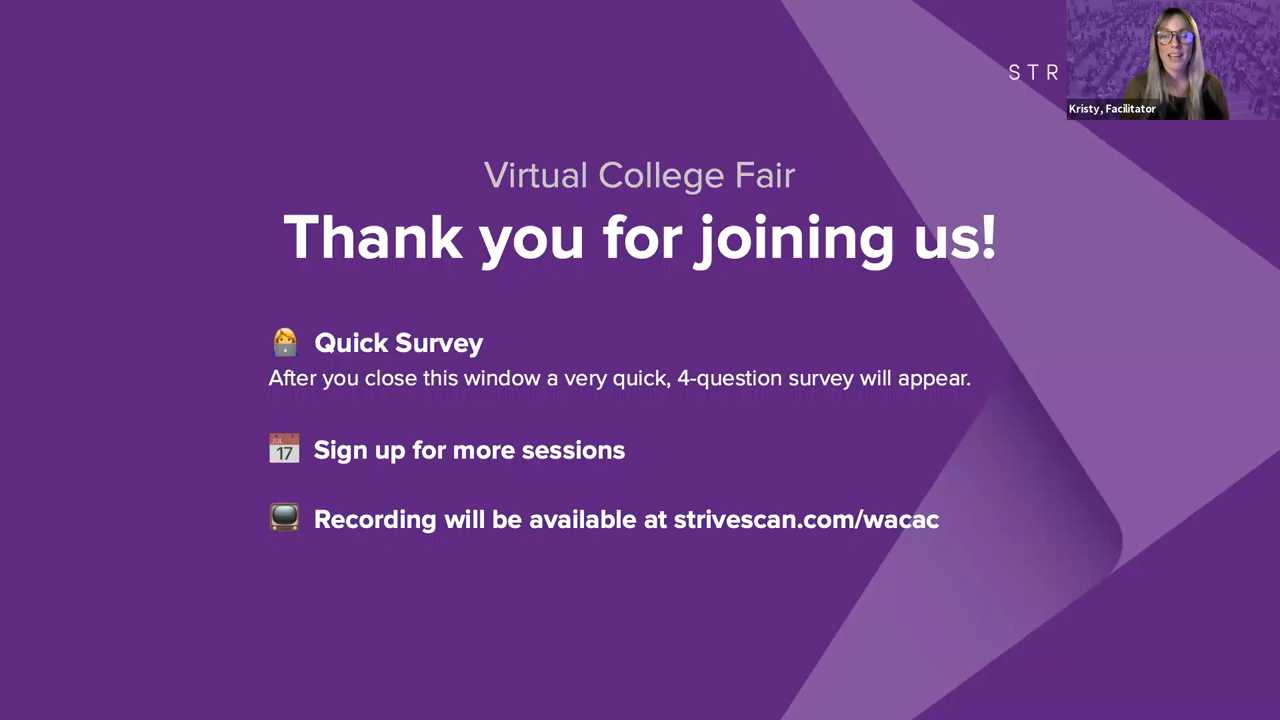 STR
Kristy, Facilitator
Virtual College Fair
Thank you for joining us!
Quick Survey
After you close this window a very quick, 4-question survey will appear.
JUL
17
Sign up for more sessions
Recording will be available at strivescan.com/wacac